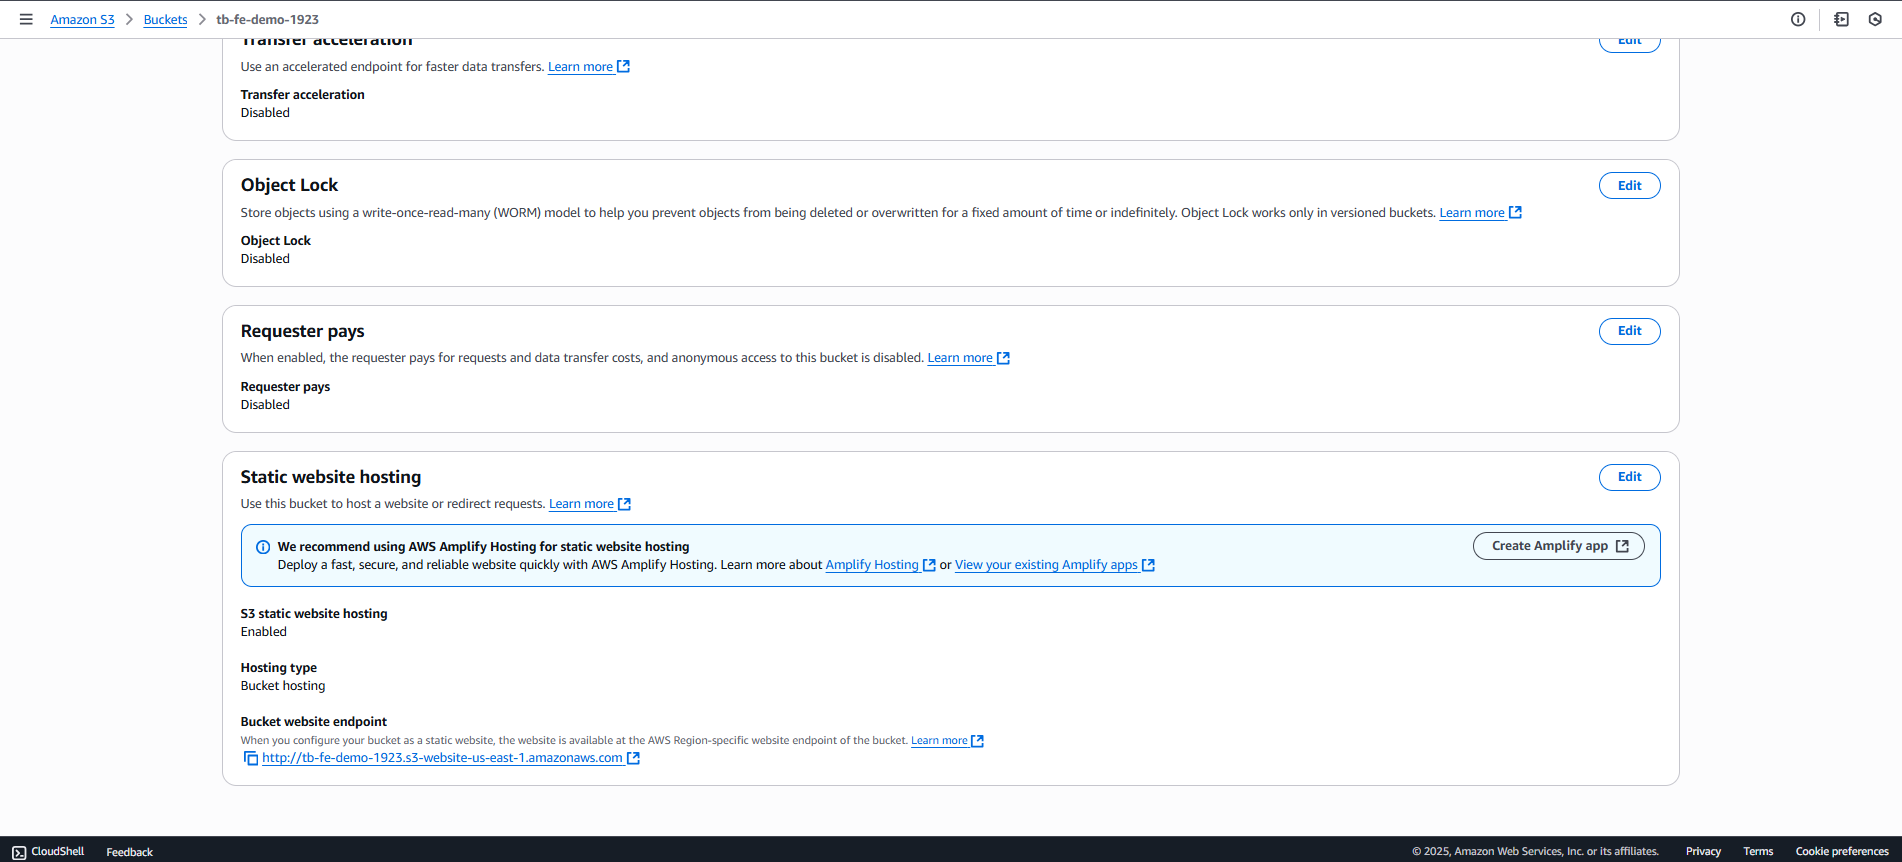 Amazon S3 > Buckets > tb-fe-demo-1923
Transfer acceleration
Edit
Use an accelerated endpoint for faster data transfers. Learn more
Transfer acceleration
Disabled
Object Lock
Edit
Store objects using a write-once-read-many (WORM) model to help you prevent objects from being deleted or overwritten for a fixed amount of time or indefinitely. Object Lock works only in versioned buckets. Learn more
Object Lock
Disabled
Requester pays
Edit
When enabled, the requester pays for requests and data transfer costs, and anonymous access to this bucket is disabled. Learn more
Requester pays
Disabled
Static website hosting
Edit
Use this bucket to host a website or redirect requests. Learn more
We recommend using AWS Amplify Hosting for static website hosting
Create Amplify app
Deploy a fast, secure, and reliable website quickly with AWS Amplify Hosting. Learn more about Amplify Hosting or View your existing Amplify apps
S3 static website hosting
Enabled
Hosting type
Bucket hosting
Bucket website endpoint
When you configure your bucket as a static website, the website is available at the AWS Region-specific website endpoint of the bucket. Learn more
http://tb-fe-demo-1923.s3-website-us-east-1.amazonaws.com
CloudShell Feedback © 2025, Amazon Web Services, Inc. or its affiliates. Privacy Terms Cookie preferences